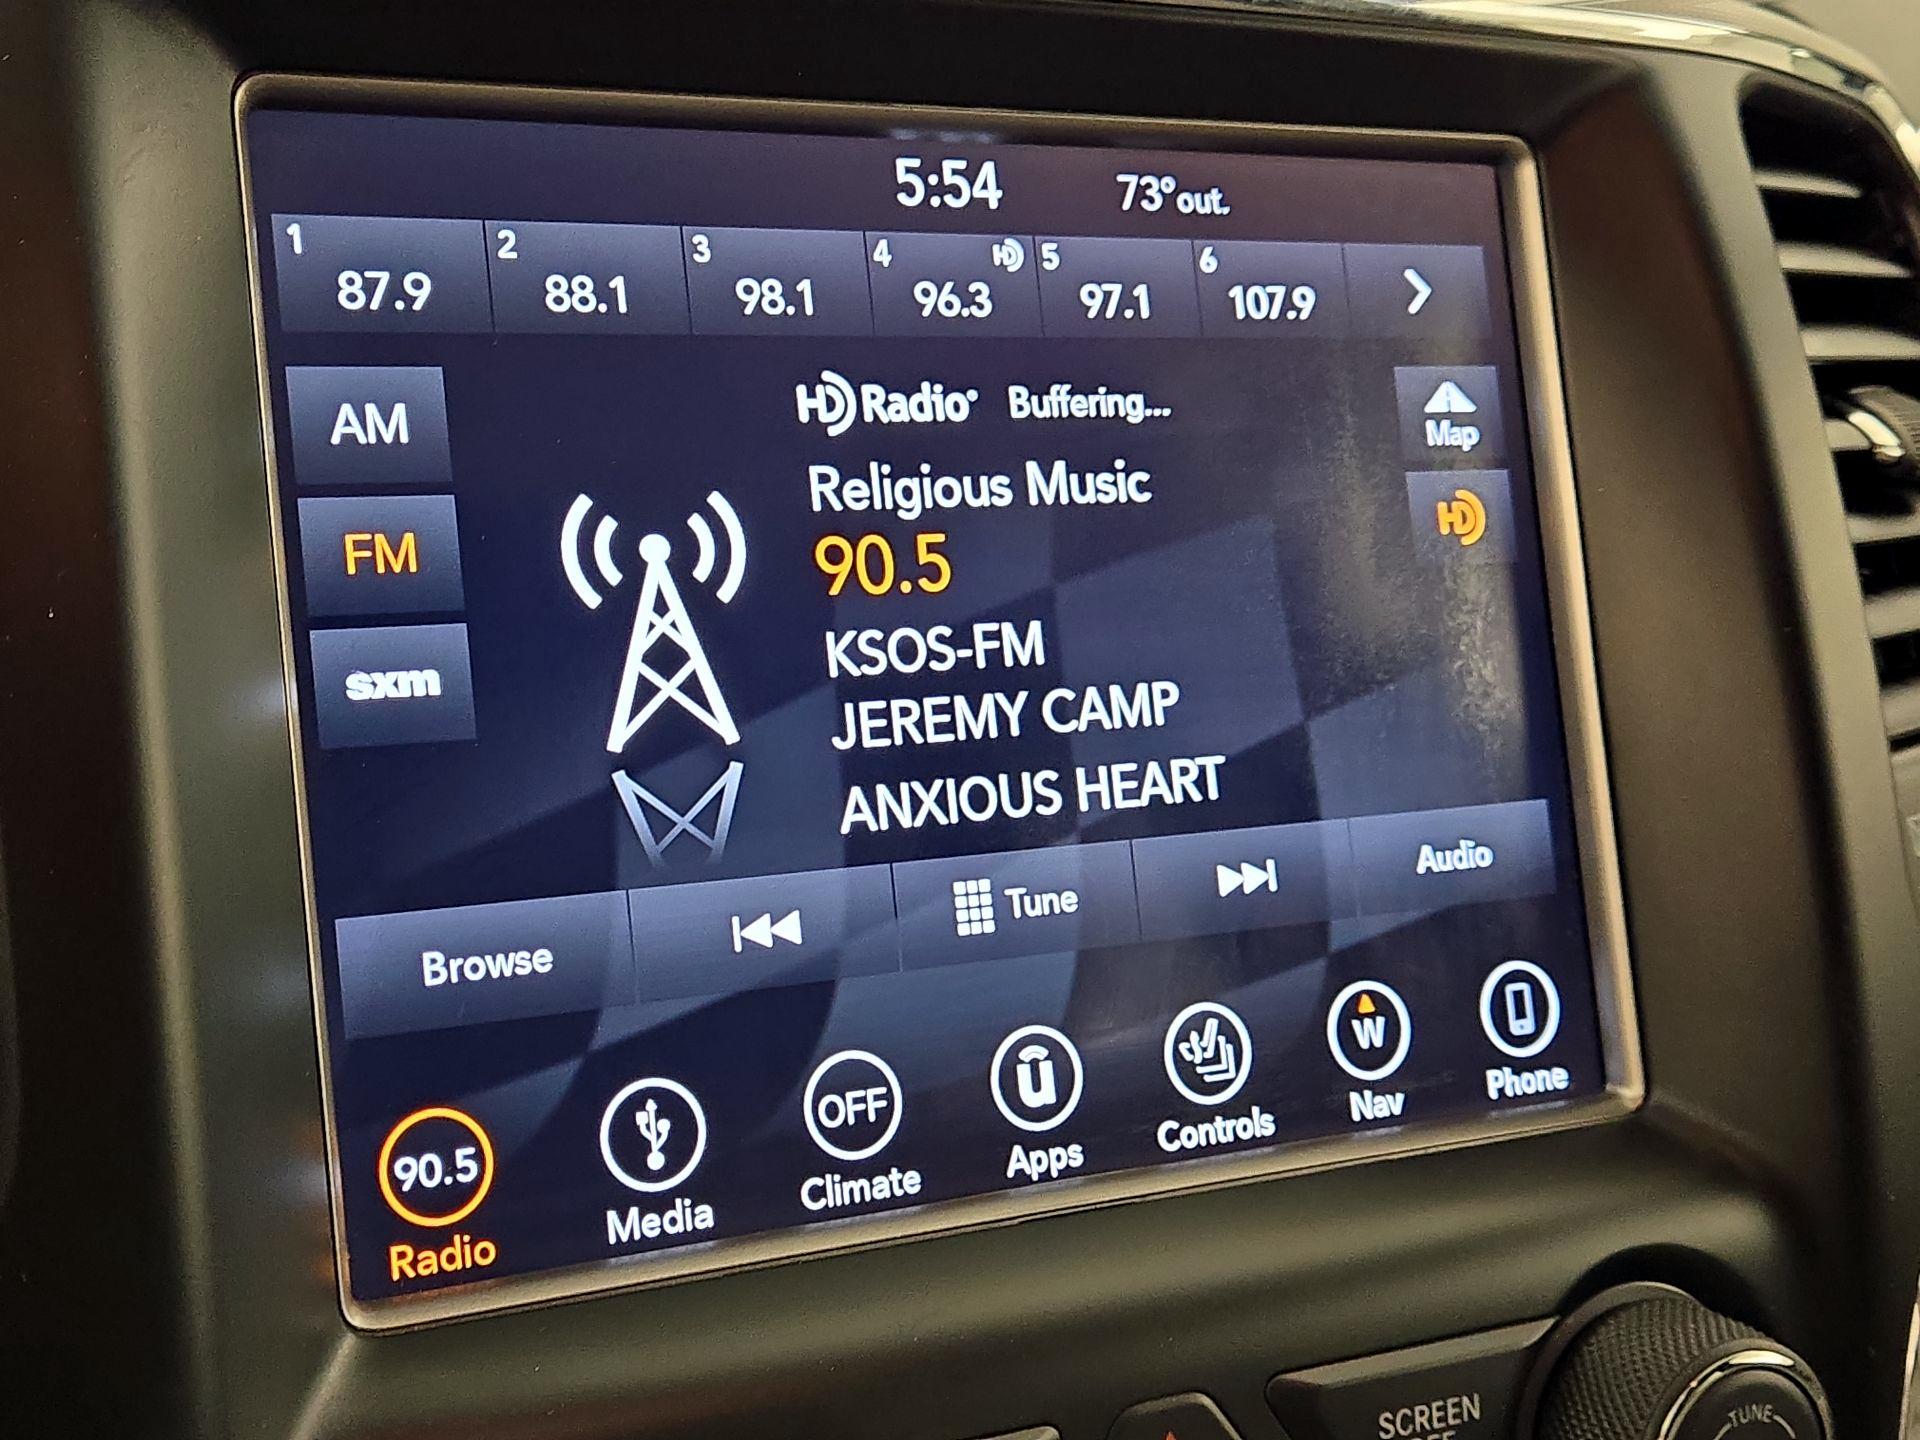 5:54 73° out.
1 87.9 2 88.1 3 98.1 4 HD 96.3 5 97.1 6 107.9
AM
FM
sxm
HD Radio Buffering...
Religious Music
90.5
KSOS-FM
JEREMY CAMP
ANXIOUS HEART
Map
HD
Browse Tune Audio
90.5 OFF u W
Radio Media Climate Apps Controls Nav Phone
SCREEN
TUNE